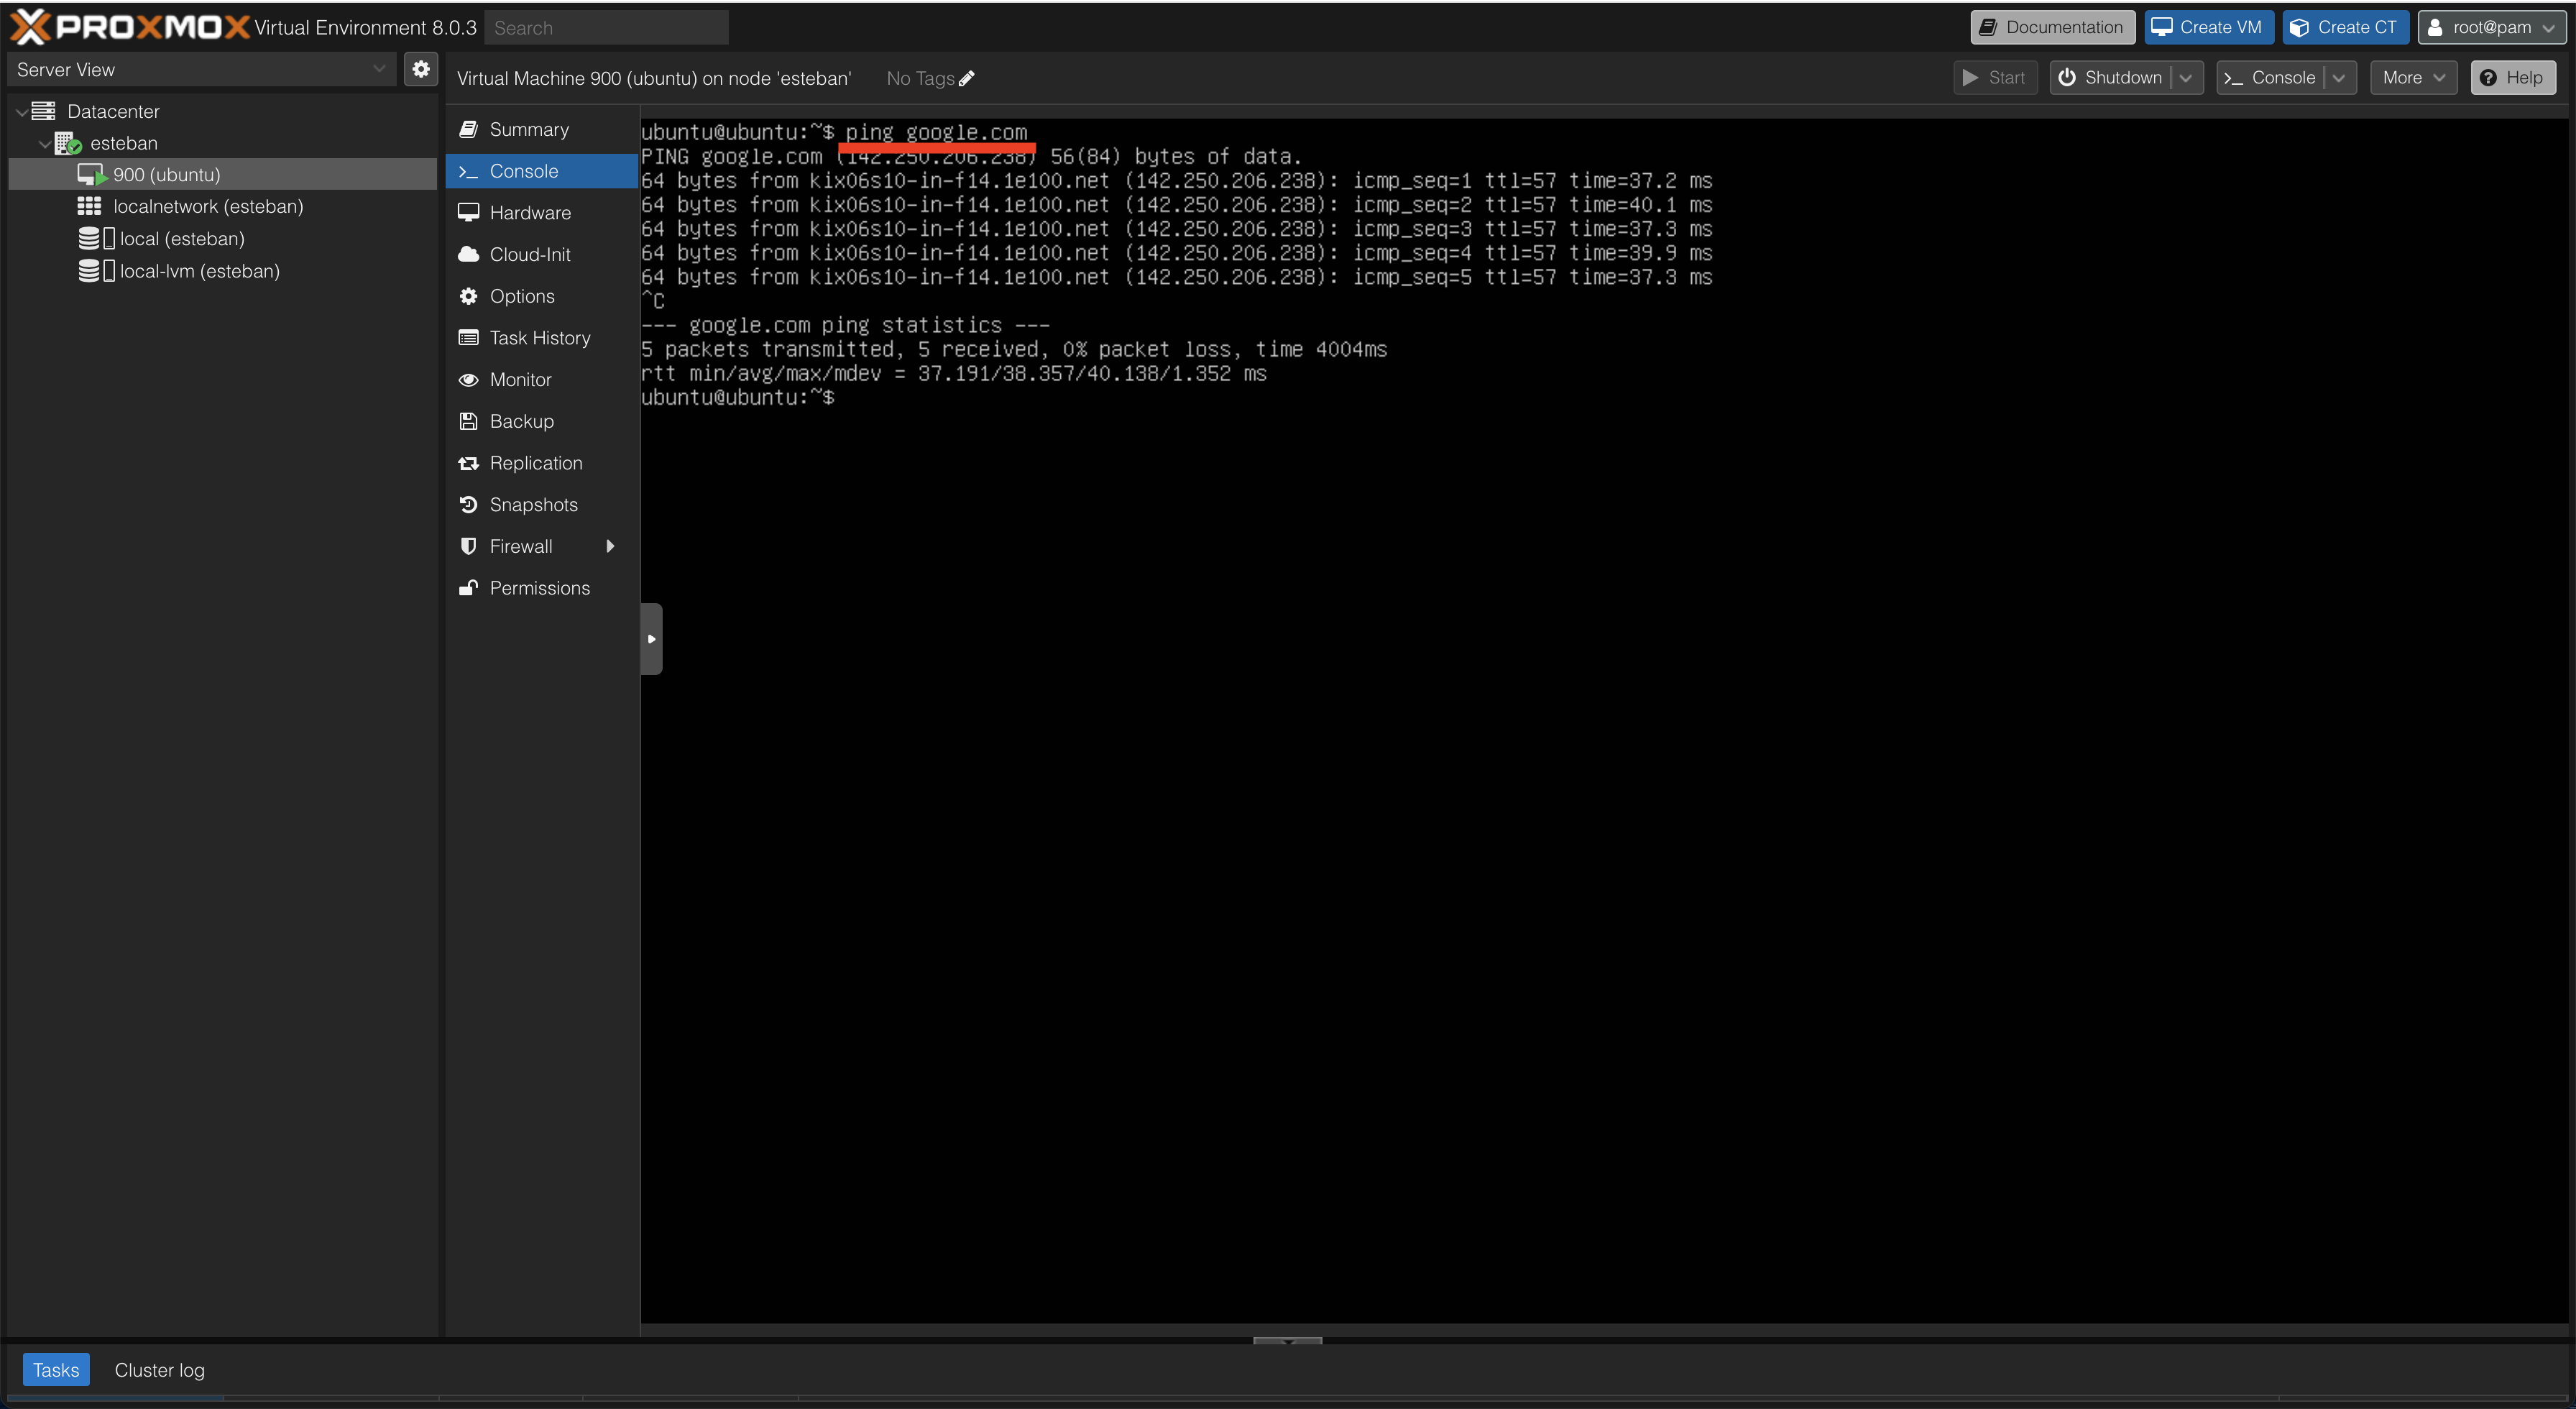 PROXMOX Virtual Environment 8.0.3 Search Documentation Create VM Create CT root@pam
Server View
Virtual Machine 900 (ubuntu) on node 'esteban' No Tags Start Shutdown Console More Help
Datacenter
esteban
900 (ubuntu)
localnetwork (esteban)
local (esteban)
local-lvm (esteban)
Summary
Console
Hardware
Cloud-Init
Options
Task History
Monitor
Backup
Replication
Snapshots
Firewall
Permissions
ubuntu@ubuntu:~$ ping google.com
PING google.com (142.250.206.238) 56(84) bytes of data.
64 bytes from kix06s10-in-f14.1e100.net (142.250.206.238): icmp_seq=1 ttl=57 time=37.2 ms
64 bytes from kix06s10-in-f14.1e100.net (142.250.206.238): icmp_seq=2 ttl=57 time=40.1 ms
64 bytes from kix06s10-in-f14.1e100.net (142.250.206.238): icmp_seq=3 ttl=57 time=37.3 ms
64 bytes from kix06s10-in-f14.1e100.net (142.250.206.238): icmp_seq=4 ttl=57 time=39.9 ms
64 bytes from kix06s10-in-f14.1e100.net (142.250.206.238): icmp_seq=5 ttl=57 time=37.3 ms
^C
--- google.com ping statistics ---
5 packets transmitted, 5 received, 0% packet loss, time 4004ms
rtt min/avg/max/mdev = 37.191/38.357/40.138/1.352 ms
ubuntu@ubuntu:~$
Tasks Cluster log